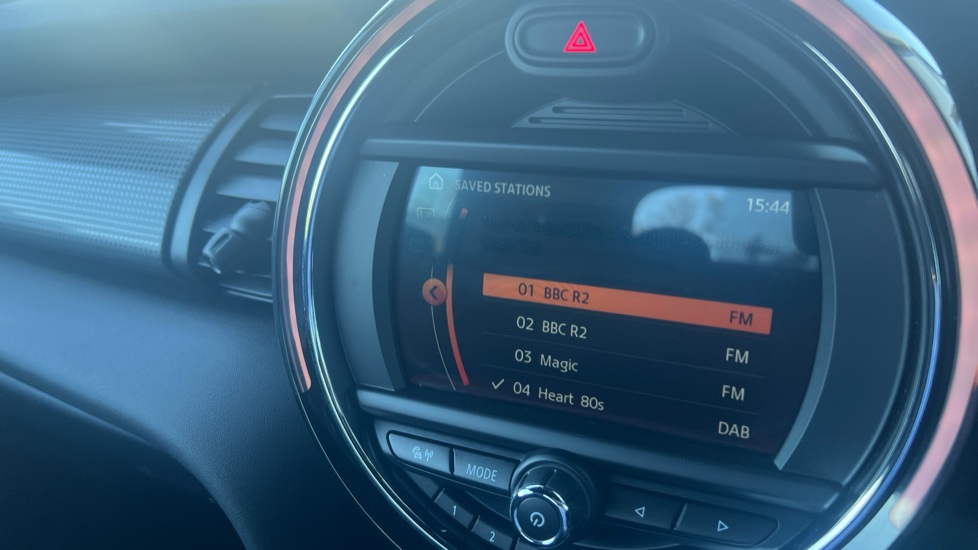 SAVED STATIONS
15:44
01 BBC R2 FM
02 BBC R2 FM
03 Magic FM
✓ 04 Heart 80s DAB
MODE
1
2